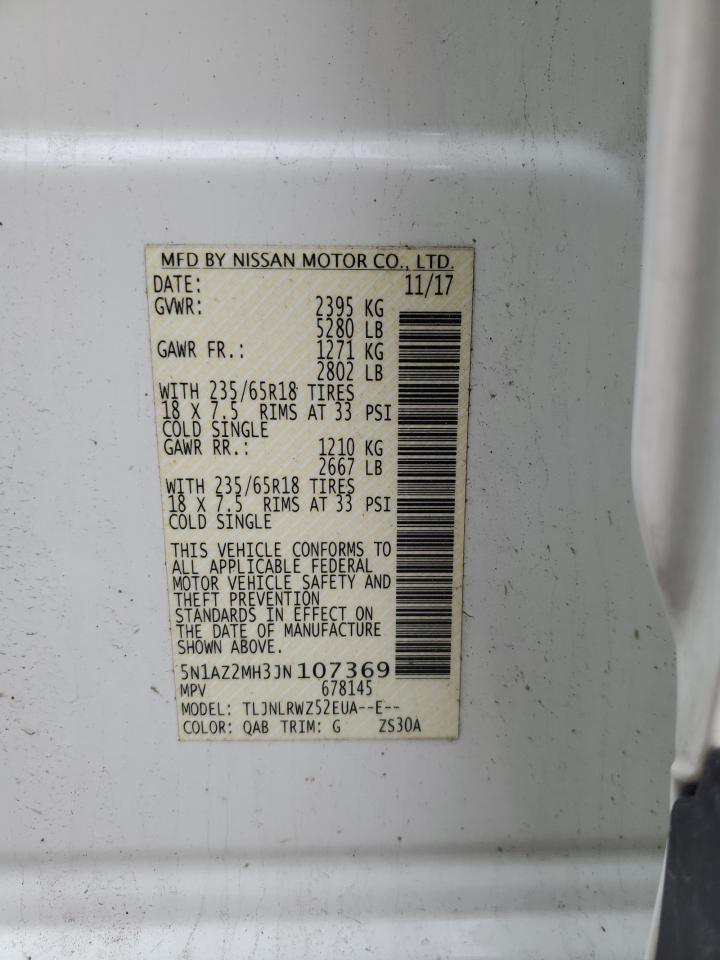 MFD BY NISSAN MOTOR CO., LTD.
DATE: 11/17
GVWR: 2395 KG
5280 LB
GAWR FR.: 1271 KG
2802 LB
WITH 235/65R18 TIRES
18 X 7.5 RIMS AT 33 PSI
COLD SINGLE
GAWR RR.: 1210 KG
2667 LB
WITH 235/65R18 TIRES
18 X 7.5 RIMS AT 33 PSI
COLD SINGLE
THIS VEHICLE CONFORMS TO
ALL APPLICABLE FEDERAL
MOTOR VEHICLE SAFETY AND
THEFT PREVENTION
STANDARDS IN EFFECT ON
THE DATE OF MANUFACTURE
SHOWN ABOVE.
5N1AZ2MH3JN107369
MPV 678145
MODEL: TLJNLRWZ52EUA--E--
COLOR: QAB TRIM: G ZS30A